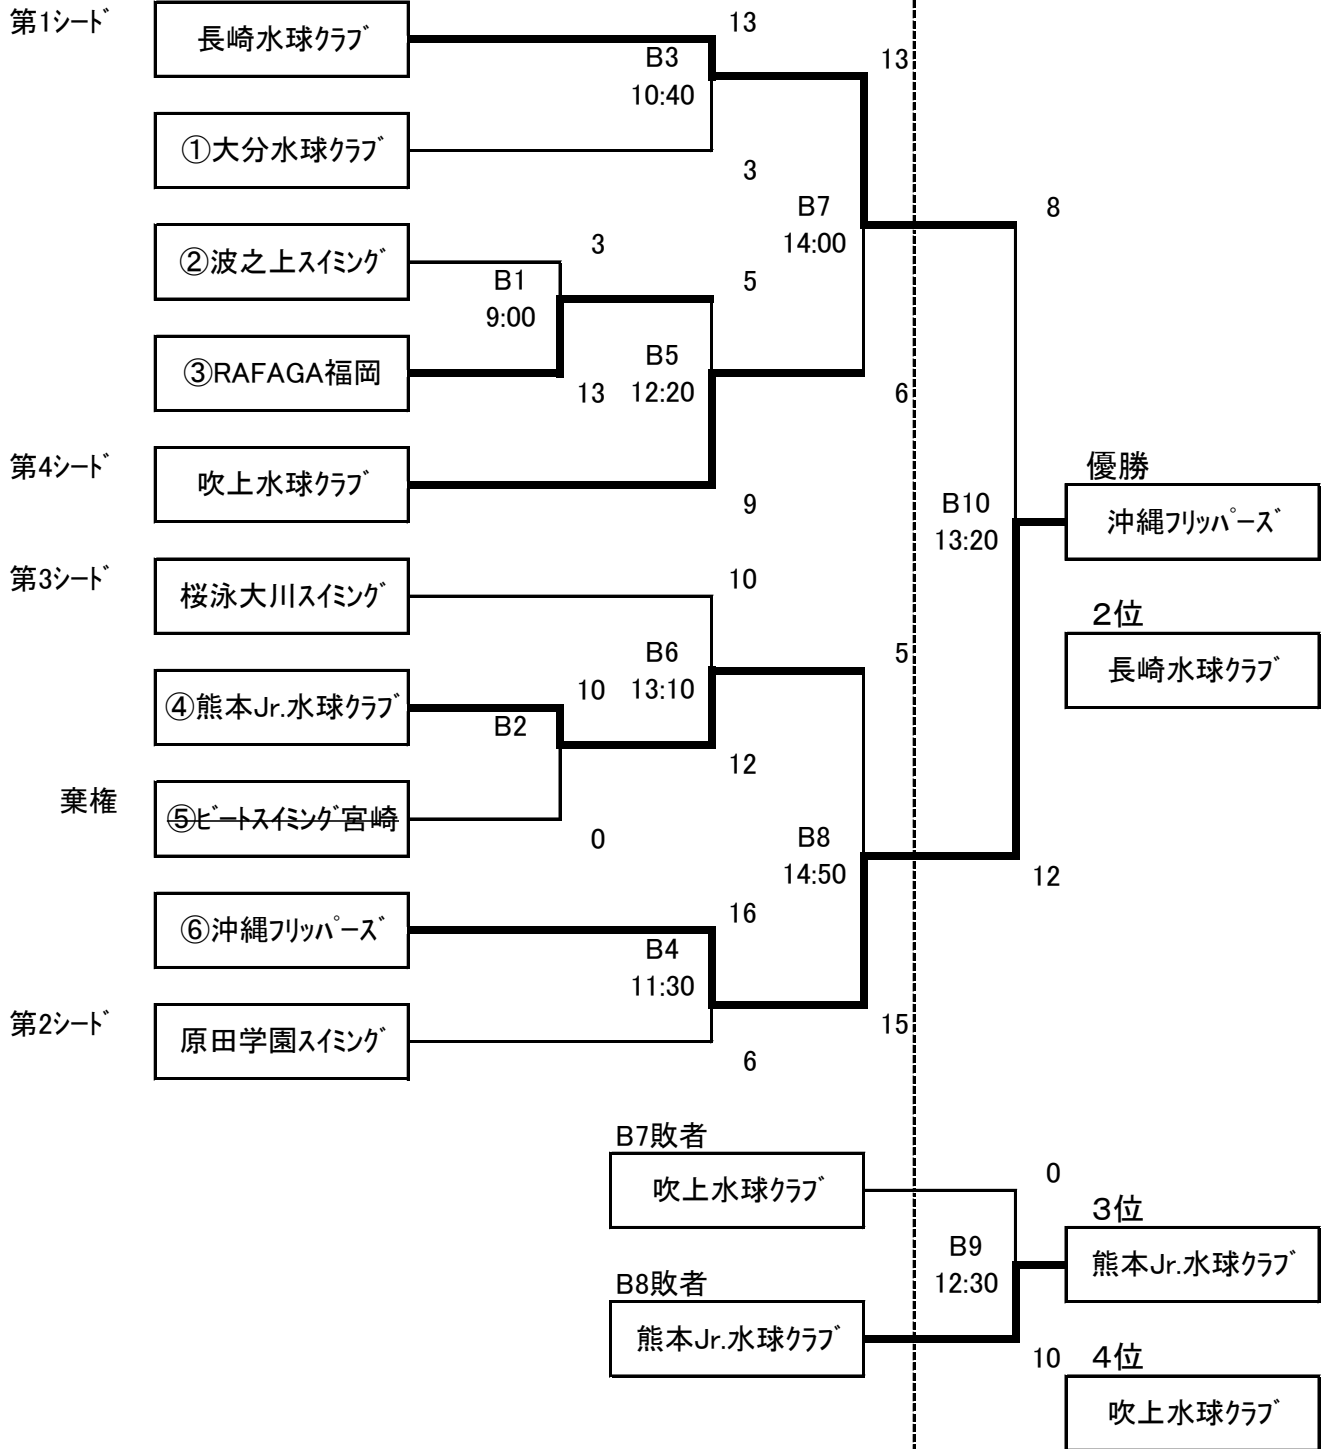 第1ｼｰﾄﾞ
長崎水球ｸﾗﾌﾞ
13
B3
10:40
13
①大分水球ｸﾗﾌﾞ
3
B7
14:00
8
②波之上ｽｲﾐﾝｸﾞ
3
B1
9:00
5
③RAFAGA福岡
13
B5
12:20
6
第4ｼｰﾄﾞ
吹上水球ｸﾗﾌﾞ
9
B10
13:20
優勝
沖縄ﾌﾘｯﾊﾟｰｽﾞ
第3ｼｰﾄﾞ
桜泳大川ｽｲﾐﾝｸﾞ
10
2位
長崎水球ｸﾗﾌﾞ
B6
13:10
5
④熊本Jr.水球ｸﾗﾌﾞ
10
B2
12
棄権
⑤ﾋﾞｰﾄｽｲﾐﾝｸﾞ宮崎
0
B8
14:50
12
⑥沖縄ﾌﾘｯﾊﾟｰｽﾞ
16
B4
11:30
第2ｼｰﾄﾞ
原田学園ｽｲﾐﾝｸﾞ
15
6
B7敗者
吹上水球ｸﾗﾌﾞ
0
B9
12:30
3位
熊本Jr.水球ｸﾗﾌﾞ
B8敗者
熊本Jr.水球ｸﾗﾌﾞ
10
4位
吹上水球ｸﾗﾌﾞ